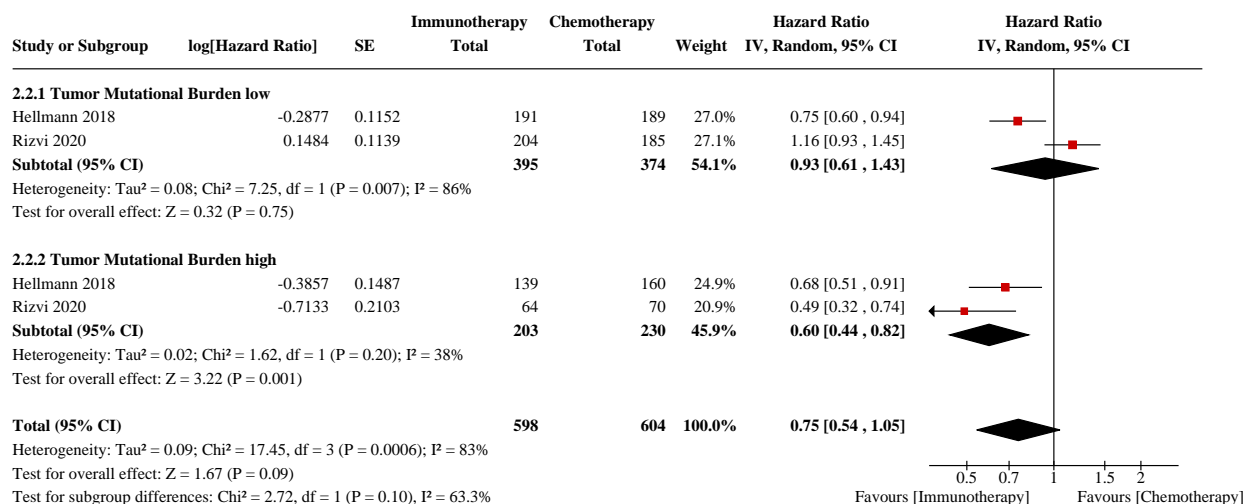 Immunotherapy Chemotherapy Hazard Ratio Hazard Ratio
Study or Subgroup log[Hazard Ratio] SE Total Total Weight IV, Random, 95% CI IV, Random, 95% CI
2.2.1 Tumor Mutational Burden low
Hellmann 2018 -0.2877 0.1152 191 189 27.0% 0.75 [0.60 , 0.94]
Rizvi 2020 0.1484 0.1139 204 185 27.1% 1.16 [0.93 , 1.45]
Subtotal (95% CI) 395 374 54.1% 0.93 [0.61 , 1.43]
Heterogeneity: Tau² = 0.08; Chi² = 7.25, df = 1 (P = 0.007); I² = 86%
Test for overall effect: Z = 0.32 (P = 0.75)
2.2.2 Tumor Mutational Burden high
Hellmann 2018 -0.3857 0.1487 139 160 24.9% 0.68 [0.51 , 0.91]
Rizvi 2020 -0.7133 0.2103 64 70 20.9% 0.49 [0.32 , 0.74]
Subtotal (95% CI) 203 230 45.9% 0.60 [0.44 , 0.82]
Heterogeneity: Tau² = 0.02; Chi² = 1.62, df = 1 (P = 0.20); I² = 38%
Test for overall effect: Z = 3.22 (P = 0.001)
Total (95% CI) 598 604 100.0% 0.75 [0.54 , 1.05]
Heterogeneity: Tau² = 0.09; Chi² = 17.45, df = 3 (P = 0.0006); I² = 83%
Test for overall effect: Z = 1.67 (P = 0.09) 0.5 0.7 1 1.5 2
Test for subgroup differences: Chi² = 2.72, df = 1 (P = 0.10), I² = 63.3% Favours [Immunotherapy] Favours [Chemotherapy]